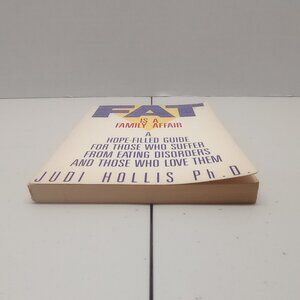 FAT
IS A
FAMILY AFFAIR
A
HOPE-FILLED GUIDE
FOR THOSE WHO SUFFER
FROM EATING DISORDERS
AND THOSE WHO LOVE THEM
JUDI HOLLIS Ph.D.